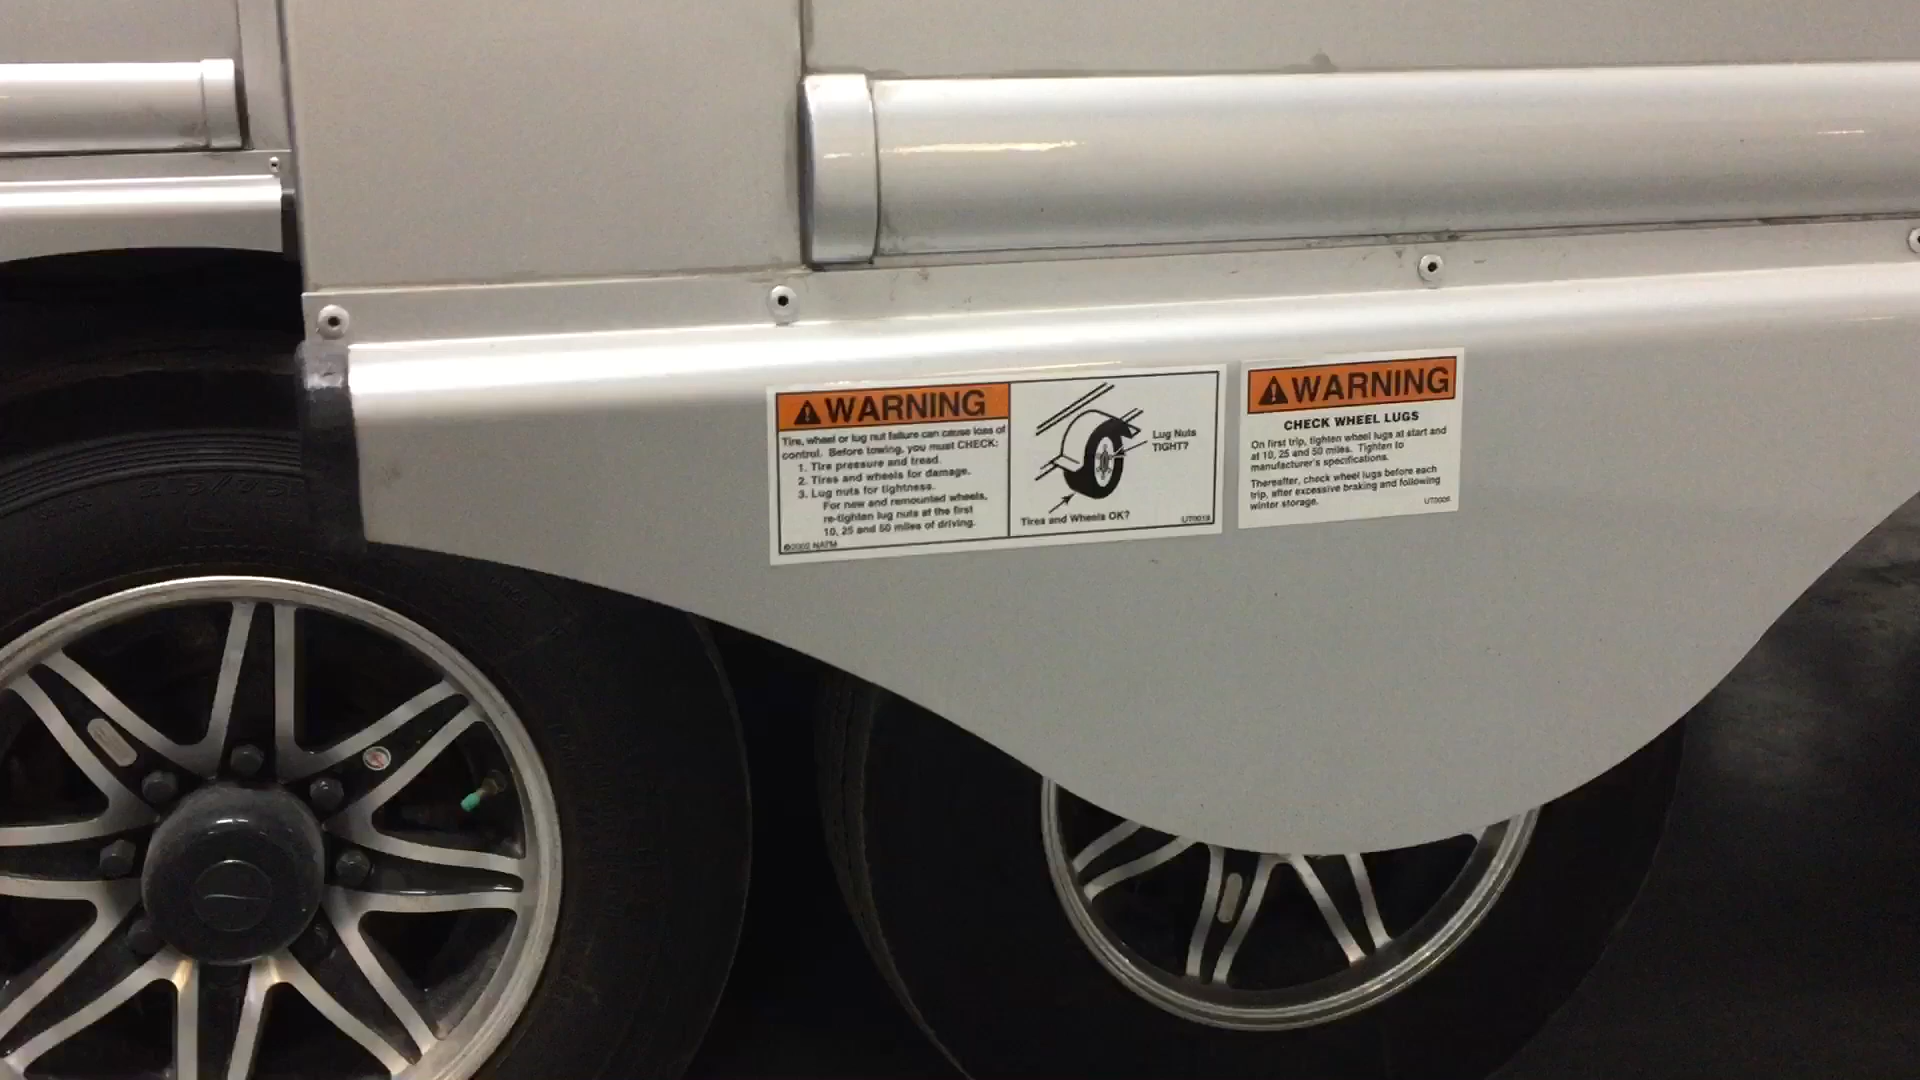 WARNING
Tire, wheel or lug nut failure can cause loss of
control. Before towing, you must CHECK:
1. Tire pressure and tread.
2. Tires and wheels for damage.
3. Lug nuts for tightness.
For new and remounted wheels,
re-tighten lug nuts at the first
10, 25 and 50 miles of driving.
©2002 NATM
Lug Nuts
TIGHT?
Tires and Wheels OK?
WARNING
CHECK WHEEL LUGS
On first trip, tighten wheel lugs at start and
at 10, 25 and 50 miles. Tighten to
manufacturer's specifications.
Thereafter, check wheel lugs before each
trip, after excessive braking and following
winter storage.